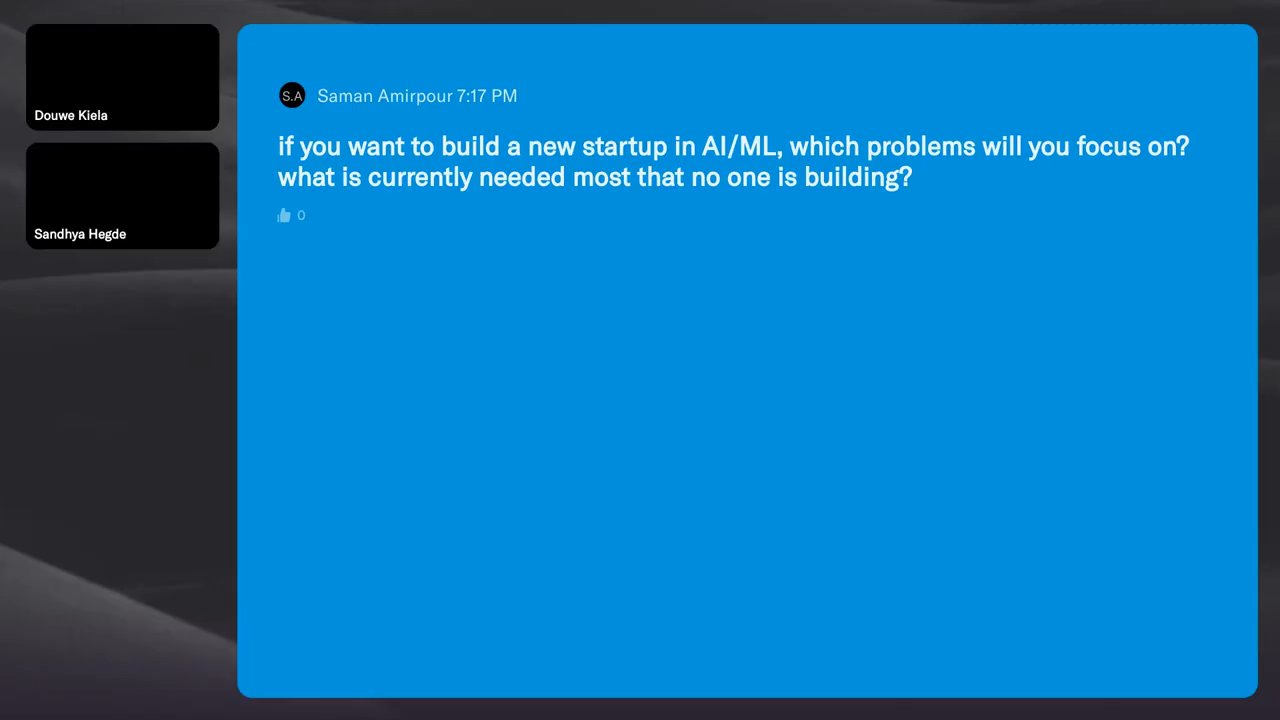 Douwe Kiela
Sandhya Hegde
S.A
Saman Amirpour 7:17 PM
if you want to build a new startup in AI/ML, which problems will you focus on?
what is currently needed most that no one is building?
0